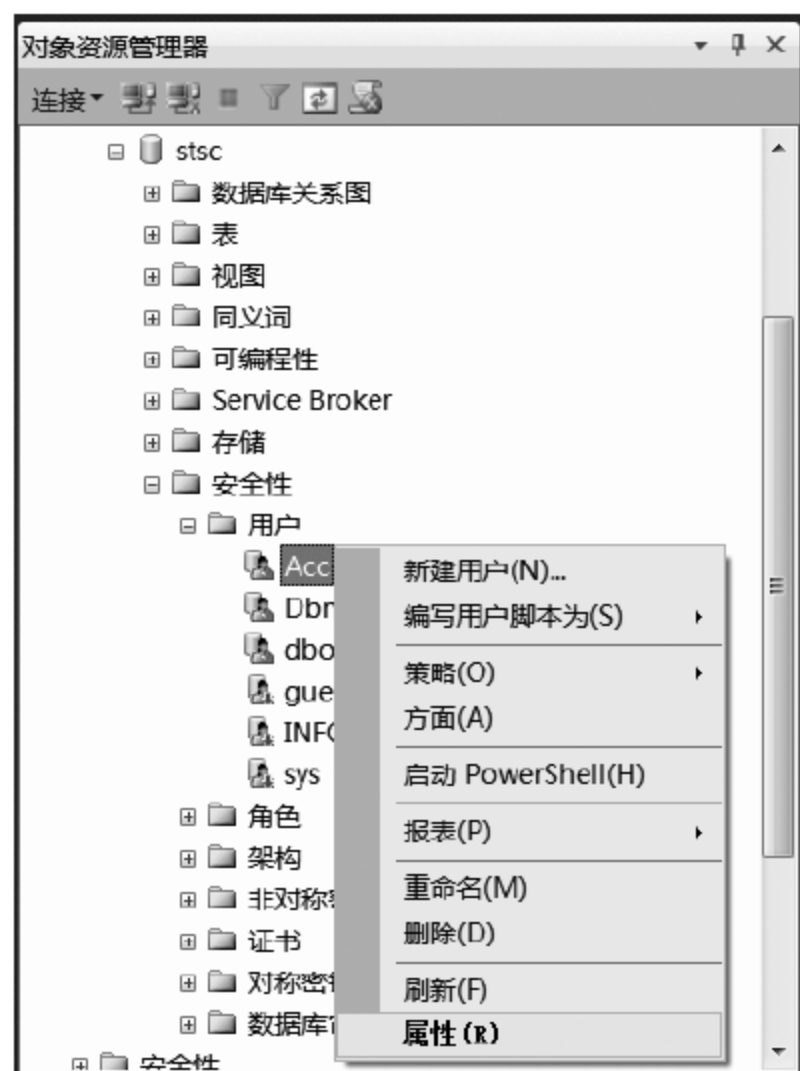 对象资源管理器
连接
stsc
数据库关系图
表
视图
同义词
可编程性
Service Broker
存储
安全性
用户
Acc
Dbm
dbo
gue
INFO
sys
角色
架构
非对称
证书
对称密
数据库
安全性
新建用户(N)...
编写用户脚本为(S)
策略(O)
方面(A)
启动 PowerShell(H)
报表(P)
重命名(M)
删除(D)
刷新(F)
属性(R)